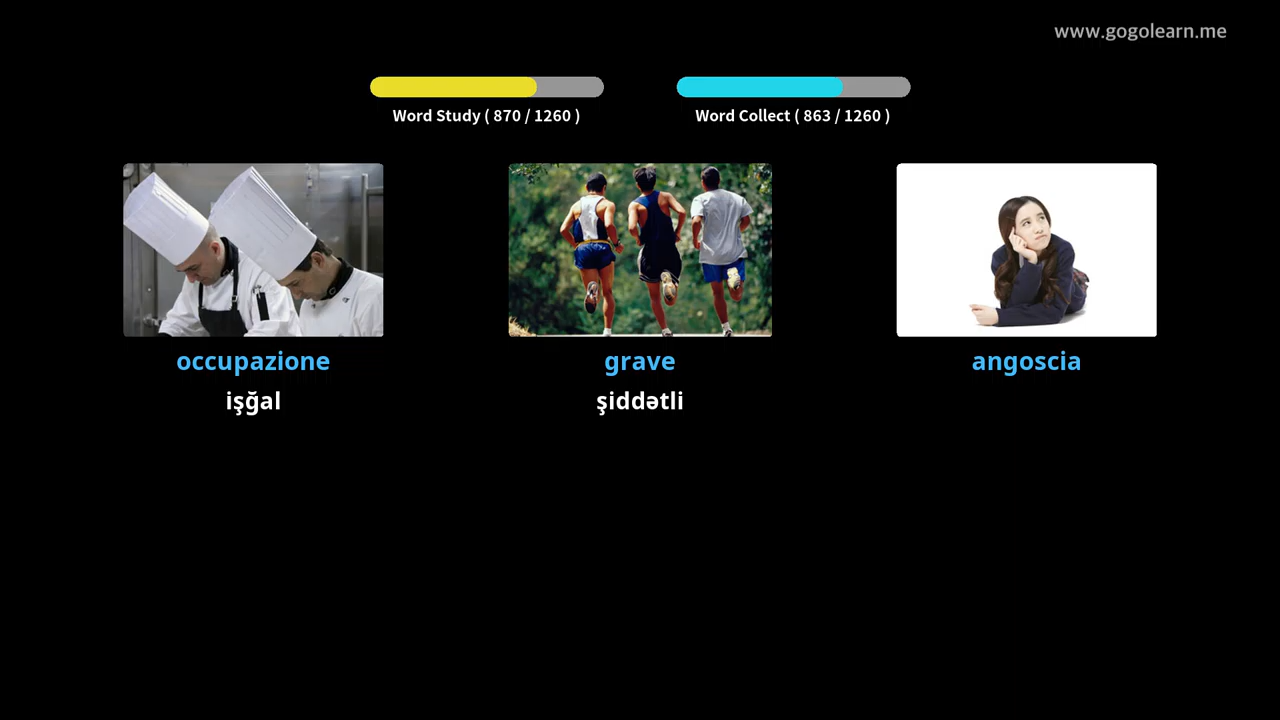 www.gogolearn.me
Word Study ( 870 / 1260 )
Word Collect ( 863 / 1260 )
occupazione
grave
angoscia
işğal
şiddətli